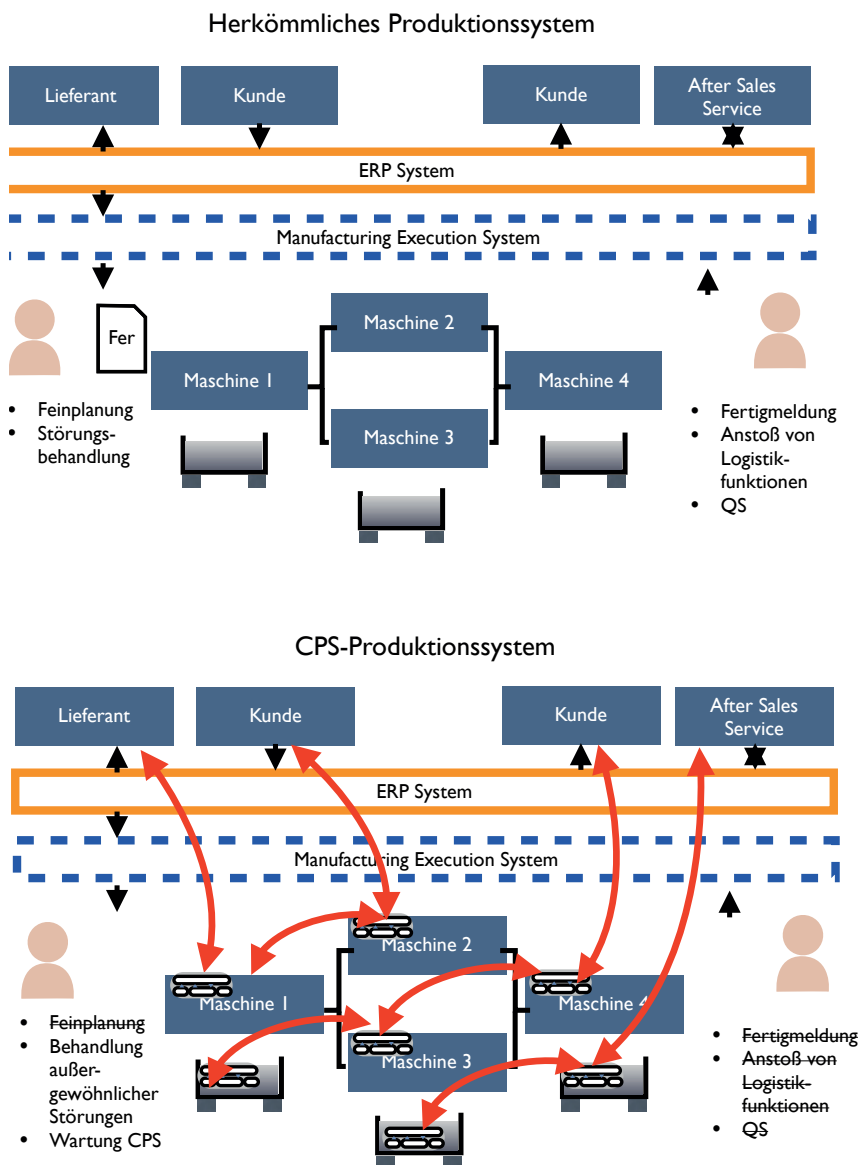 Herkömmliches Produktionssystem
Lieferant
Kunde
Kunde
After Sales
Service
ERP System
Manufacturing Execution System
Fer
Maschine 1
Maschine 2
Maschine 3
Maschine 4
• Feinplanung
• Störungs-
behandlung
• Fertigmeldung
• Anstoß von
Logistik-
funktionen
• QS
CPS-Produktionssystem
Lieferant
Kunde
Kunde
After Sales
Service
ERP System
Manufacturing Execution System
Maschine 1
Maschine 2
Maschine 3
Maschine 4
• Feinplanung
• Behandlung
außer-
gewöhnlicher
Störungen
• Wartung CPS
• Fertigmeldung
• Anstoß von
Logistik-
funktionen
• QS